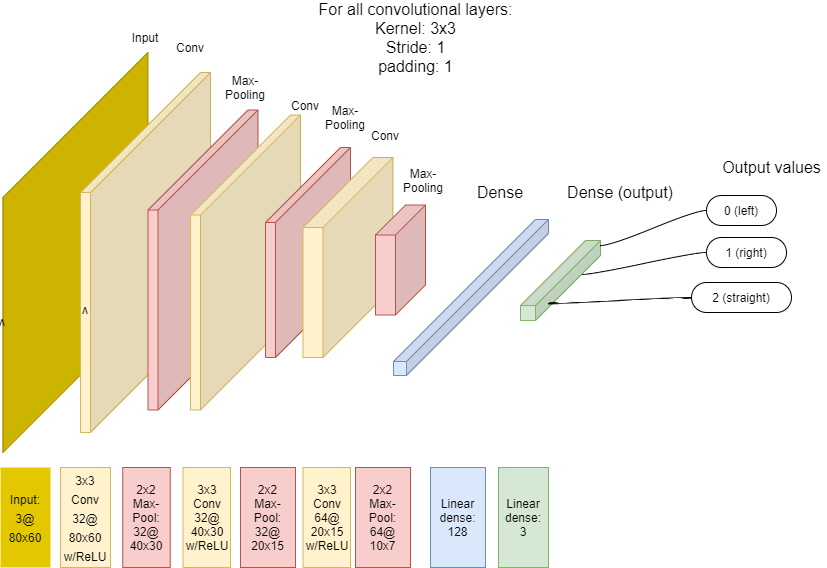 For all convolutional layers:
Kernel: 3x3
Stride: 1
padding: 1
Input
Conv
Max-
Pooling
Conv
Max-
Pooling
Conv
Max-
Pooling
Dense
Dense (output)
Output values
0 (left)
1 (right)
2 (straight)
Input:
3@
80x60
3x3
Conv
32@
80x60
w/ReLU
2x2
Max-
Pool:
32@
40x30
3x3
Conv
32@
40x30
w/ReLU
2x2
Max-
Pool:
32@
20x15
3x3
Conv
64@
20x15
w/ReLU
2x2
Max-
Pool:
64@
10x7
Linear
dense:
128
Linear
dense:
3